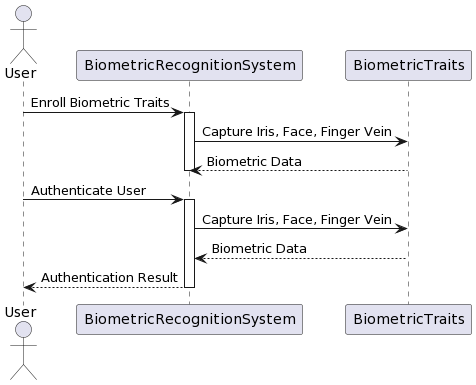 User
BiometricRecognitionSystem
BiometricTraits
Enroll Biometric Traits
Capture Iris, Face, Finger Vein
Biometric Data
Authenticate User
Capture Iris, Face, Finger Vein
Biometric Data
Authentication Result
User
BiometricRecognitionSystem
BiometricTraits